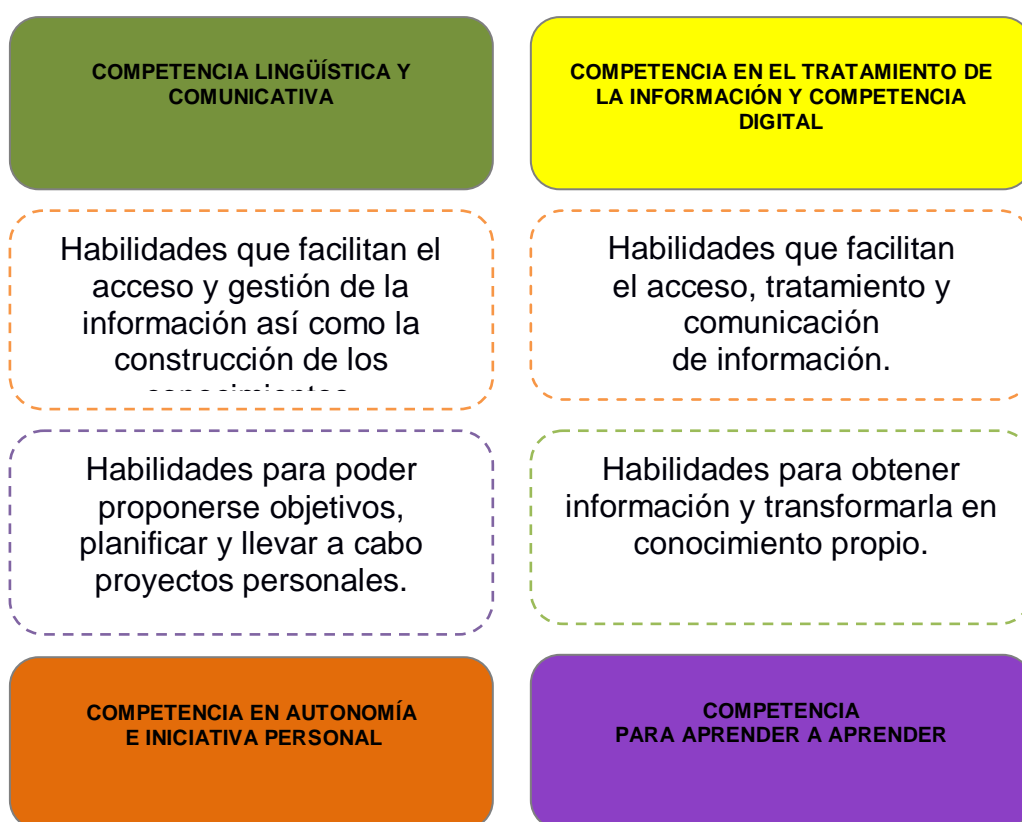 COMPETENCIA LINGÜÍSTICA Y
COMUNICATIVA
COMPETENCIA EN EL TRATAMIENTO DE
LA INFORMACIÓN Y COMPETENCIA
DIGITAL
Habilidades que facilitan el
acceso y gestión de la
información así como la
construcción de los
conocimientos
Habilidades que facilitan
el acceso, tratamiento y
comunicación
de información.
Habilidades para poder
proponerse objetivos,
planificar y llevar a cabo
proyectos personales.
Habilidades para obtener
información y transformarla en
conocimiento propio.
COMPETENCIA EN AUTONOMÍA
E INICIATIVA PERSONAL
COMPETENCIA
PARA APRENDER A APRENDER